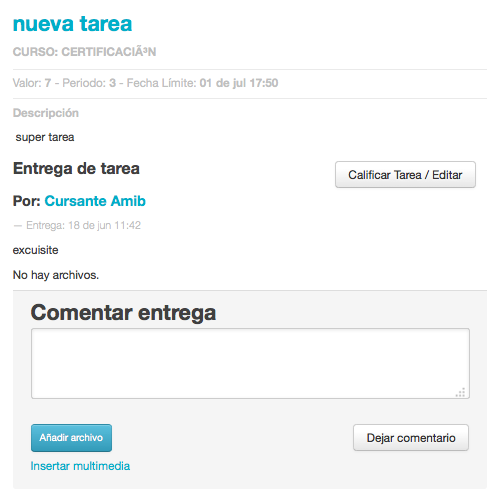 nueva tarea
CURSO: CERTIFICACIÃ³N
Valor: 7 - Periodo: 3 - Fecha Límite: 01 de jul 17:50
Descripción
super tarea
Entrega de tarea
Calificar Tarea / Editar
Por: Cursante Amib
— Entrega: 18 de jun 11:42
excuisite
No hay archivos.
Comentar entrega
Añadir archivo
Dejar comentario
Insertar multimedia